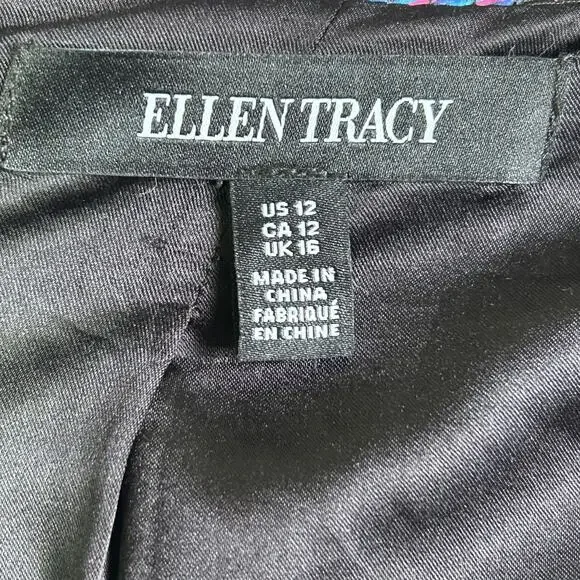 ELLEN TRACY
US 12
CA 12
UK 16
MADE IN
CHINA
FABRIQUÉ
EN CHINE